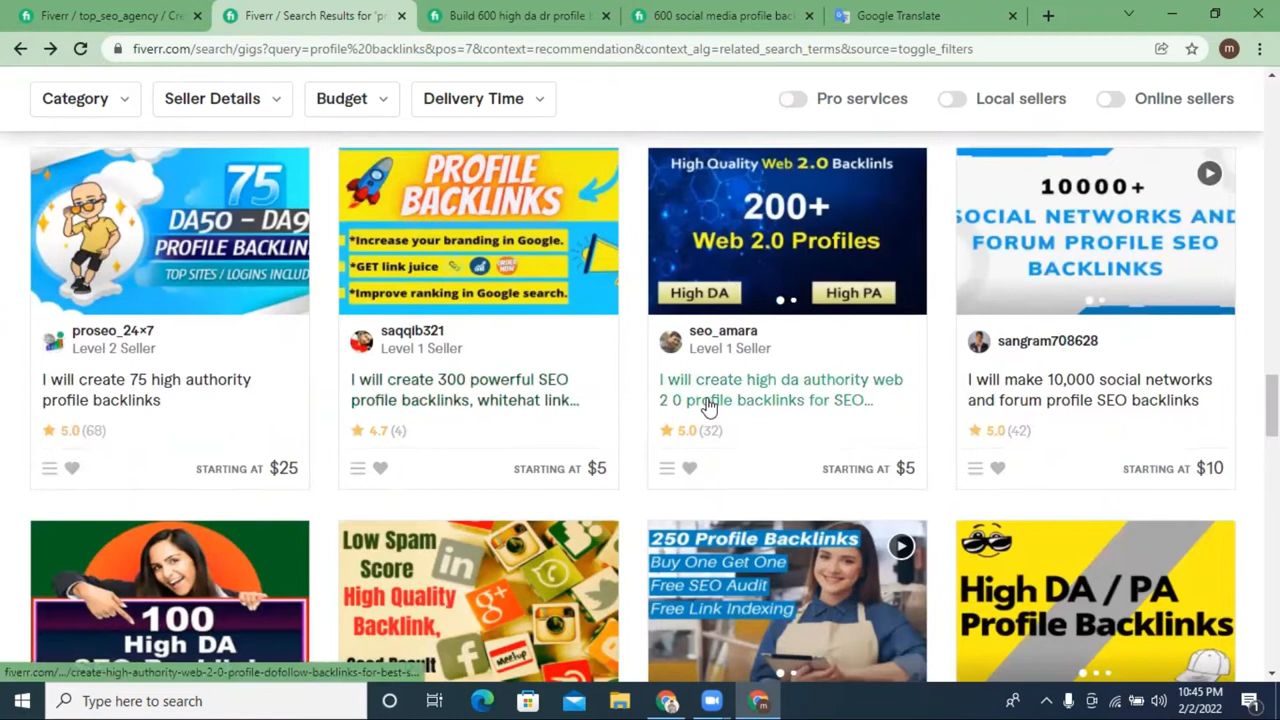 Fiverr / top_seo_agency / Cre
Fiverr / Search Results for 'pr
Build 600 high da dr profile b
600 social media profile back
Google Translate
fiverr.com/search/gigs?query=profile%20backlinks&pos=7&context=recommendation&context_alg=related_search_terms&source=toggle_filters
m
Category
Seller Details
Budget
Delivery Time
Pro services
Local sellers
Online sellers
75
DA50 - DA9
PROFILE BACKLIN
TOP SITES / LOGINS INCLUD
PROFILE
BACKLINKS
*Increase your branding in Google.
*GET link juice
ORDER NOW
*Improve ranking in Google search.
High Quality Web 2.0 Backlinls
200+
Web 2.0 Profiles
High DA
High PA
10000+
SOCIAL NETWORKS AND
FORUM PROFILE SEO
BACKLINKS
proseo_24×7
Level 2 Seller
saqqlb321
Level 1 Seller
seo_amara
Level 1 Seller
sangram708628
I will create 75 high authority
profile backlinks
I will create 300 powerful SEO
profile backlinks, whitehat link...
I will create high da authority web
2 0 profile backlinks for SEO...
I will make 10,000 social networks
and forum profile SEO backlinks
5.0 (68)
4.7 (4)
5.0 (32)
5.0 (42)
STARTING AT $25
STARTING AT $5
STARTING AT $5
STARTING AT $10
100
High DA
Low Spam
Score
High Quality
Backlink,
in
g+
f
Meetup
250 Profile Backlinks
Buy One Get One
Free SEO Audit
Free Link Indexing
High DA / PA
Profile Backlinks
fiverr.com/.../create-high-authority-web-2-0-profile-dofollow-backlinks-for-best-s...
Type here to search
m
10:45 PM
2/2/2022
1